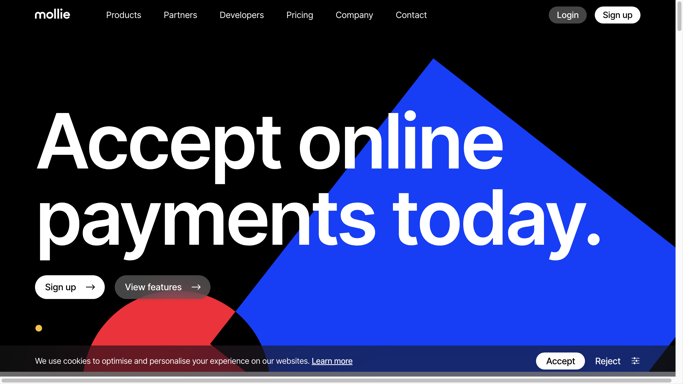 mollie
Products Partners Developers Pricing Company Contact Login Sign up
Accept online
payments today.
Sign up → View features →
We use cookies to optimise and personalise your experience on our websites. Learn more Accept Reject